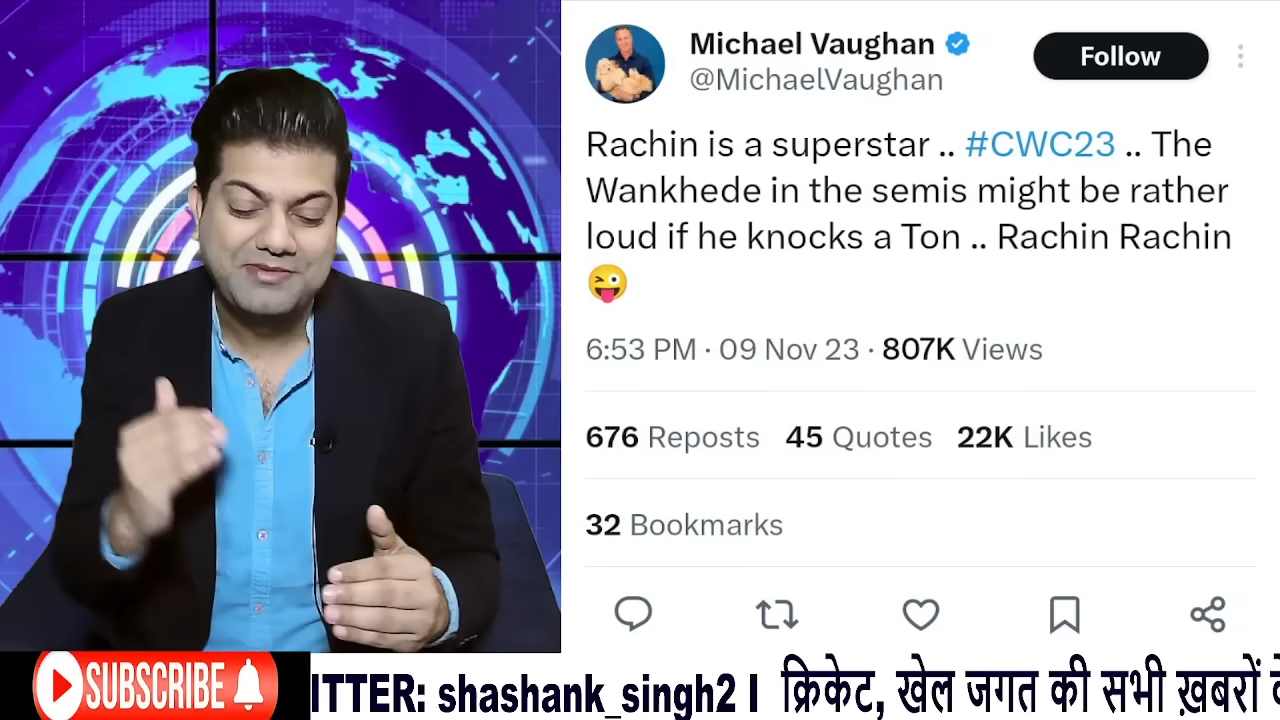 Michael Vaughan
@MichaelVaughan
Follow
Rachin is a superstar .. #CWC23 .. The
Wankhede in the semis might be rather
loud if he knocks a Ton .. Rachin Rachin
😜
6:53 PM · 09 Nov 23 · 807K Views
676 Reposts 45 Quotes 22K Likes
32 Bookmarks
SUBSCRIBE
ITTER: shashank_singh2 I क्रिकेट, खेल जगत की सभी ख़बरों